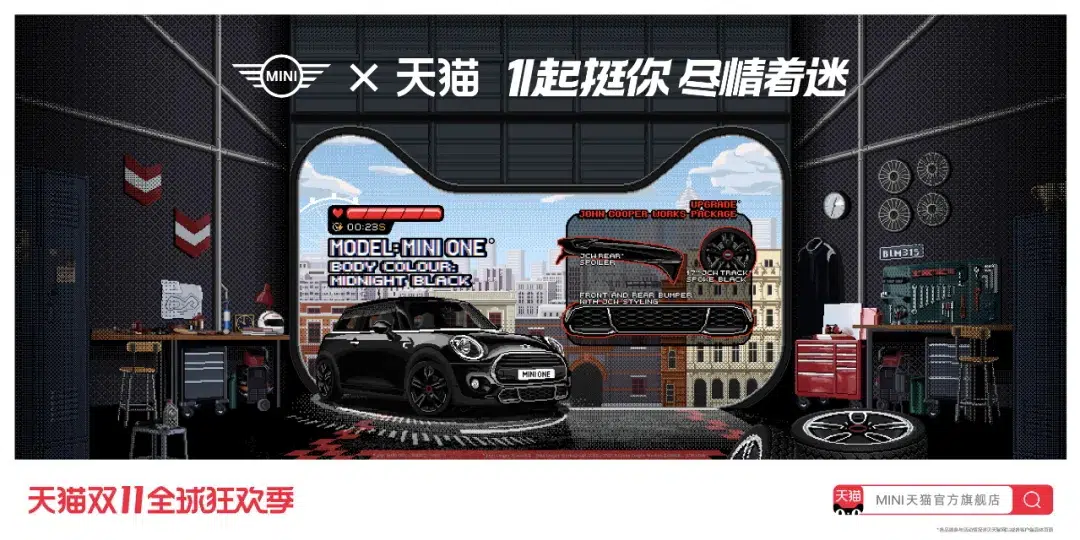 MINI × 天猫 11起挺你 尽情着迷
00:23S
MODEL: MINI ONE*
BODY COLOUR:
MIDNIGHT BLACK
UPGRADE*
JOHN COOPER WORKS PACKAGE
JCW REAR*
SPOILER
17" JCW TRACK*
SPOKE BLACK
FRONT AND REAR BUMPER
WITH JCW STYLING
MINI ONE
天猫双11全球狂欢季
天猫
MINI天猫官方旗舰店